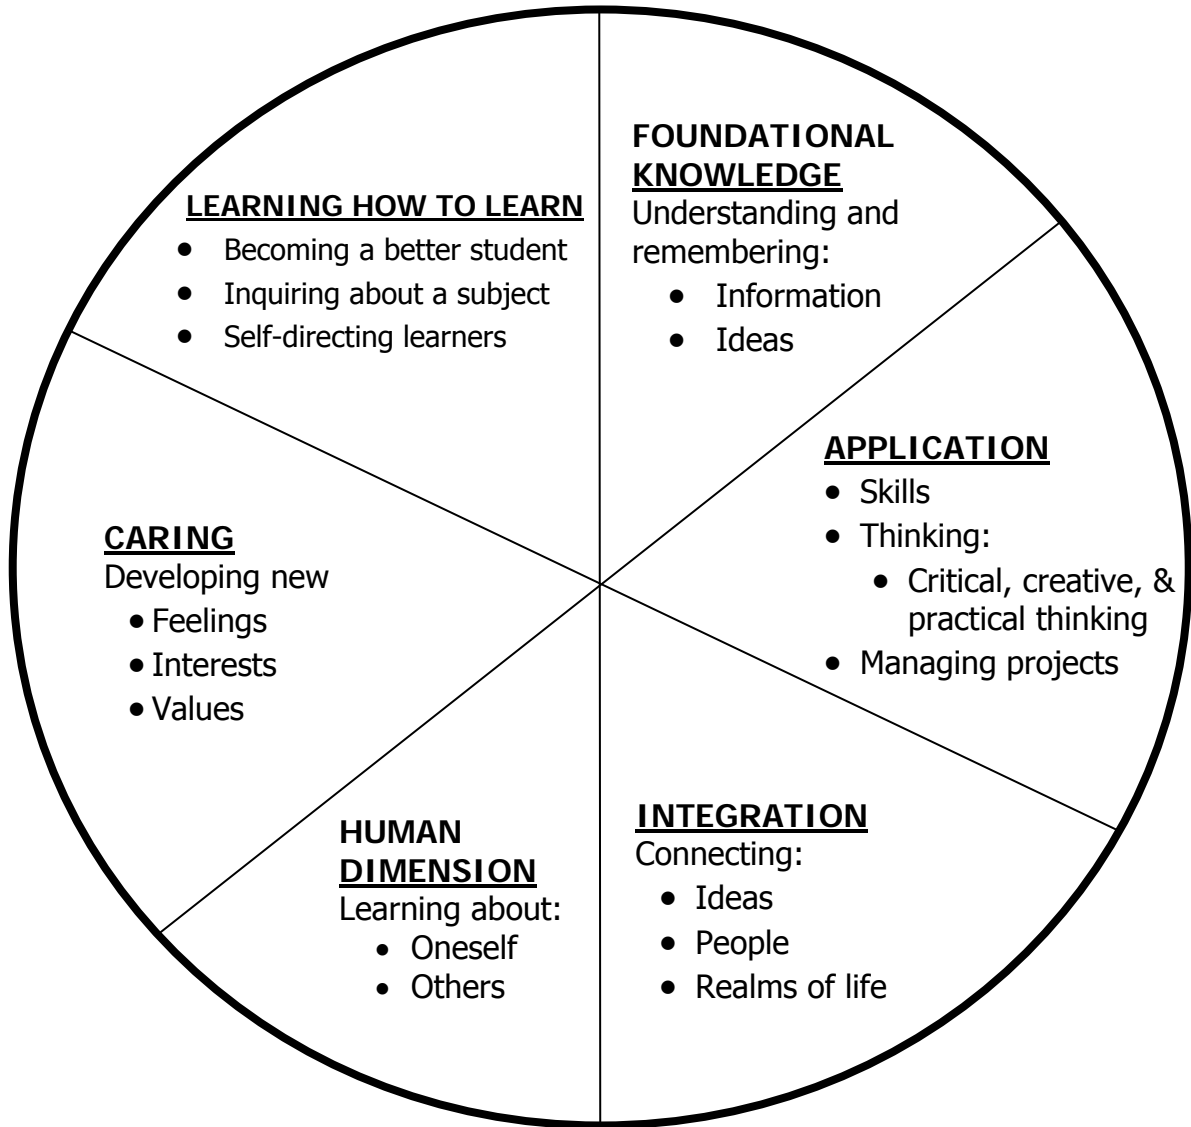 FOUNDATIONAL
KNOWLEDGE
Understanding and
remembering:
• Information
• Ideas
APPLICATION
• Skills
• Thinking:
• Critical, creative, &
practical thinking
• Managing projects
INTEGRATION
Connecting:
• Ideas
• People
• Realms of life
HUMAN
DIMENSION
Learning about:
• Oneself
• Others
CARING
Developing new
• Feelings
• Interests
• Values
LEARNING HOW TO LEARN
• Becoming a better student
• Inquiring about a subject
• Self-directing learners